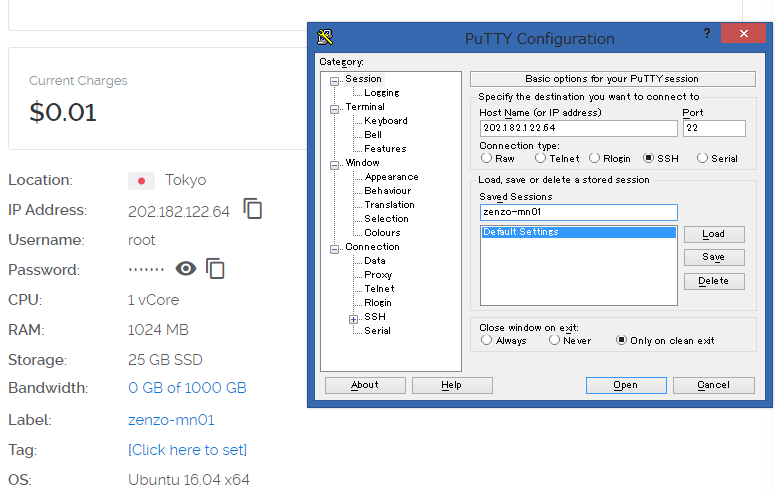 Current Charges
$0.01
Location: Tokyo
IP Address: 202.182.122.64
Username: root
Password: ·······
CPU: 1 vCore
RAM: 1024 MB
Storage: 25 GB SSD
Bandwidth: 0 GB of 1000 GB
Label: zenzo-mn01
Tag: [Click here to set]
OS: Ubuntu 16.04 x64
PuTTY Configuration
? ×
Category:
Session
Logging
Terminal
Keyboard
Bell
Features
Window
Appearance
Behaviour
Translation
Selection
Colours
Connection
Data
Proxy
Telnet
Rlogin
SSH
Serial
Basic options for your PuTTY session
Specify the destination you want to connect to
Host Name (or IP address) Port
202.182.122.64 22
Connection type:
Raw Telnet Rlogin SSH Serial
Load, save or delete a stored session
Saved Sessions
zenzo-mn01
Default Settings
Load
Save
Delete
Close window on exit:
Always Never Only on clean exit
About Help Open Cancel